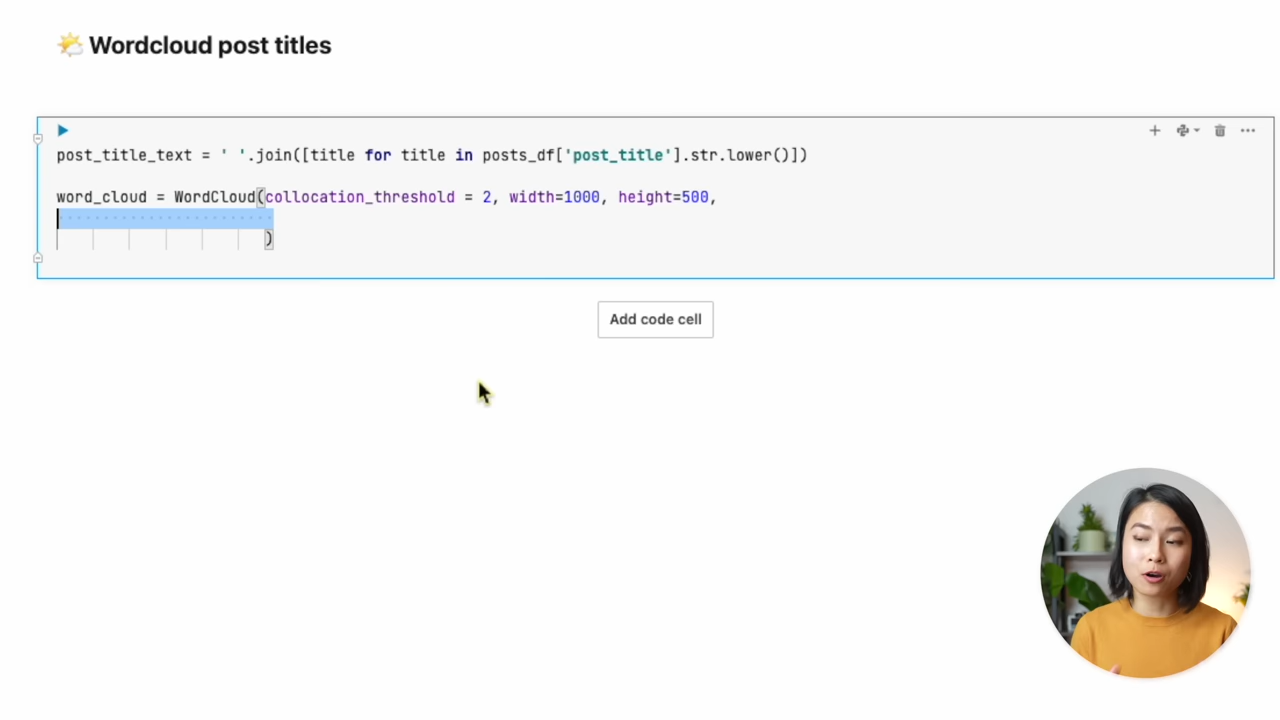 Wordcloud post titles
post_title_text = ' '.join([title for title in posts_df['post_title'].str.lower()])
word_cloud = WordCloud(collocation_threshold = 2, width=1000, height=500,
)
Add code cell